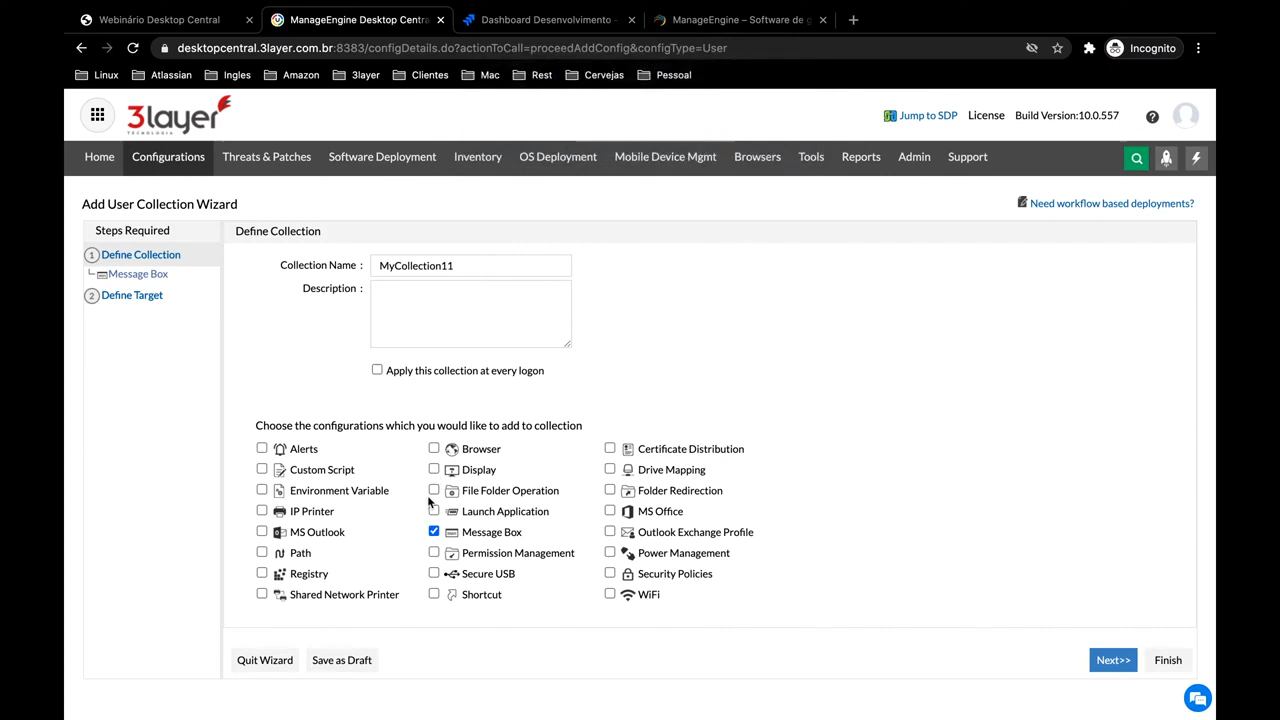 Webinário Desktop Central
ManageEngine Desktop Centra
Dashboard Desenvolvimento -
ManageEngine – Software de g
desktopcentral.3layer.com.br:8383/configDetails.do?actionToCall=proceedAddConfig&configType=User
Incognito
Linux Atlassian Ingles Amazon 3layer Clientes Mac Rest Cervejas Pessoal
3layer
TECNOLOGIA
Jump to SDP License Build Version:10.0.557
Home Configurations Threats & Patches Software Deployment Inventory OS Deployment Mobile Device Mgmt Browsers Tools Reports Admin Support
Add User Collection Wizard
Need workflow based deployments?
Steps Required
Define Collection
1 Define Collection
Message Box
2 Define Target
Collection Name : MyCollection11
Description :
Apply this collection at every logon
Choose the configurations which you would like to add to collection
Alerts Browser Certificate Distribution
Custom Script Display Drive Mapping
Environment Variable File Folder Operation Folder Redirection
IP Printer Launch Application MS Office
MS Outlook Message Box Outlook Exchange Profile
Path Permission Management Power Management
Registry Secure USB Security Policies
Shared Network Printer Shortcut WiFi
Quit Wizard Save as Draft Next>> Finish